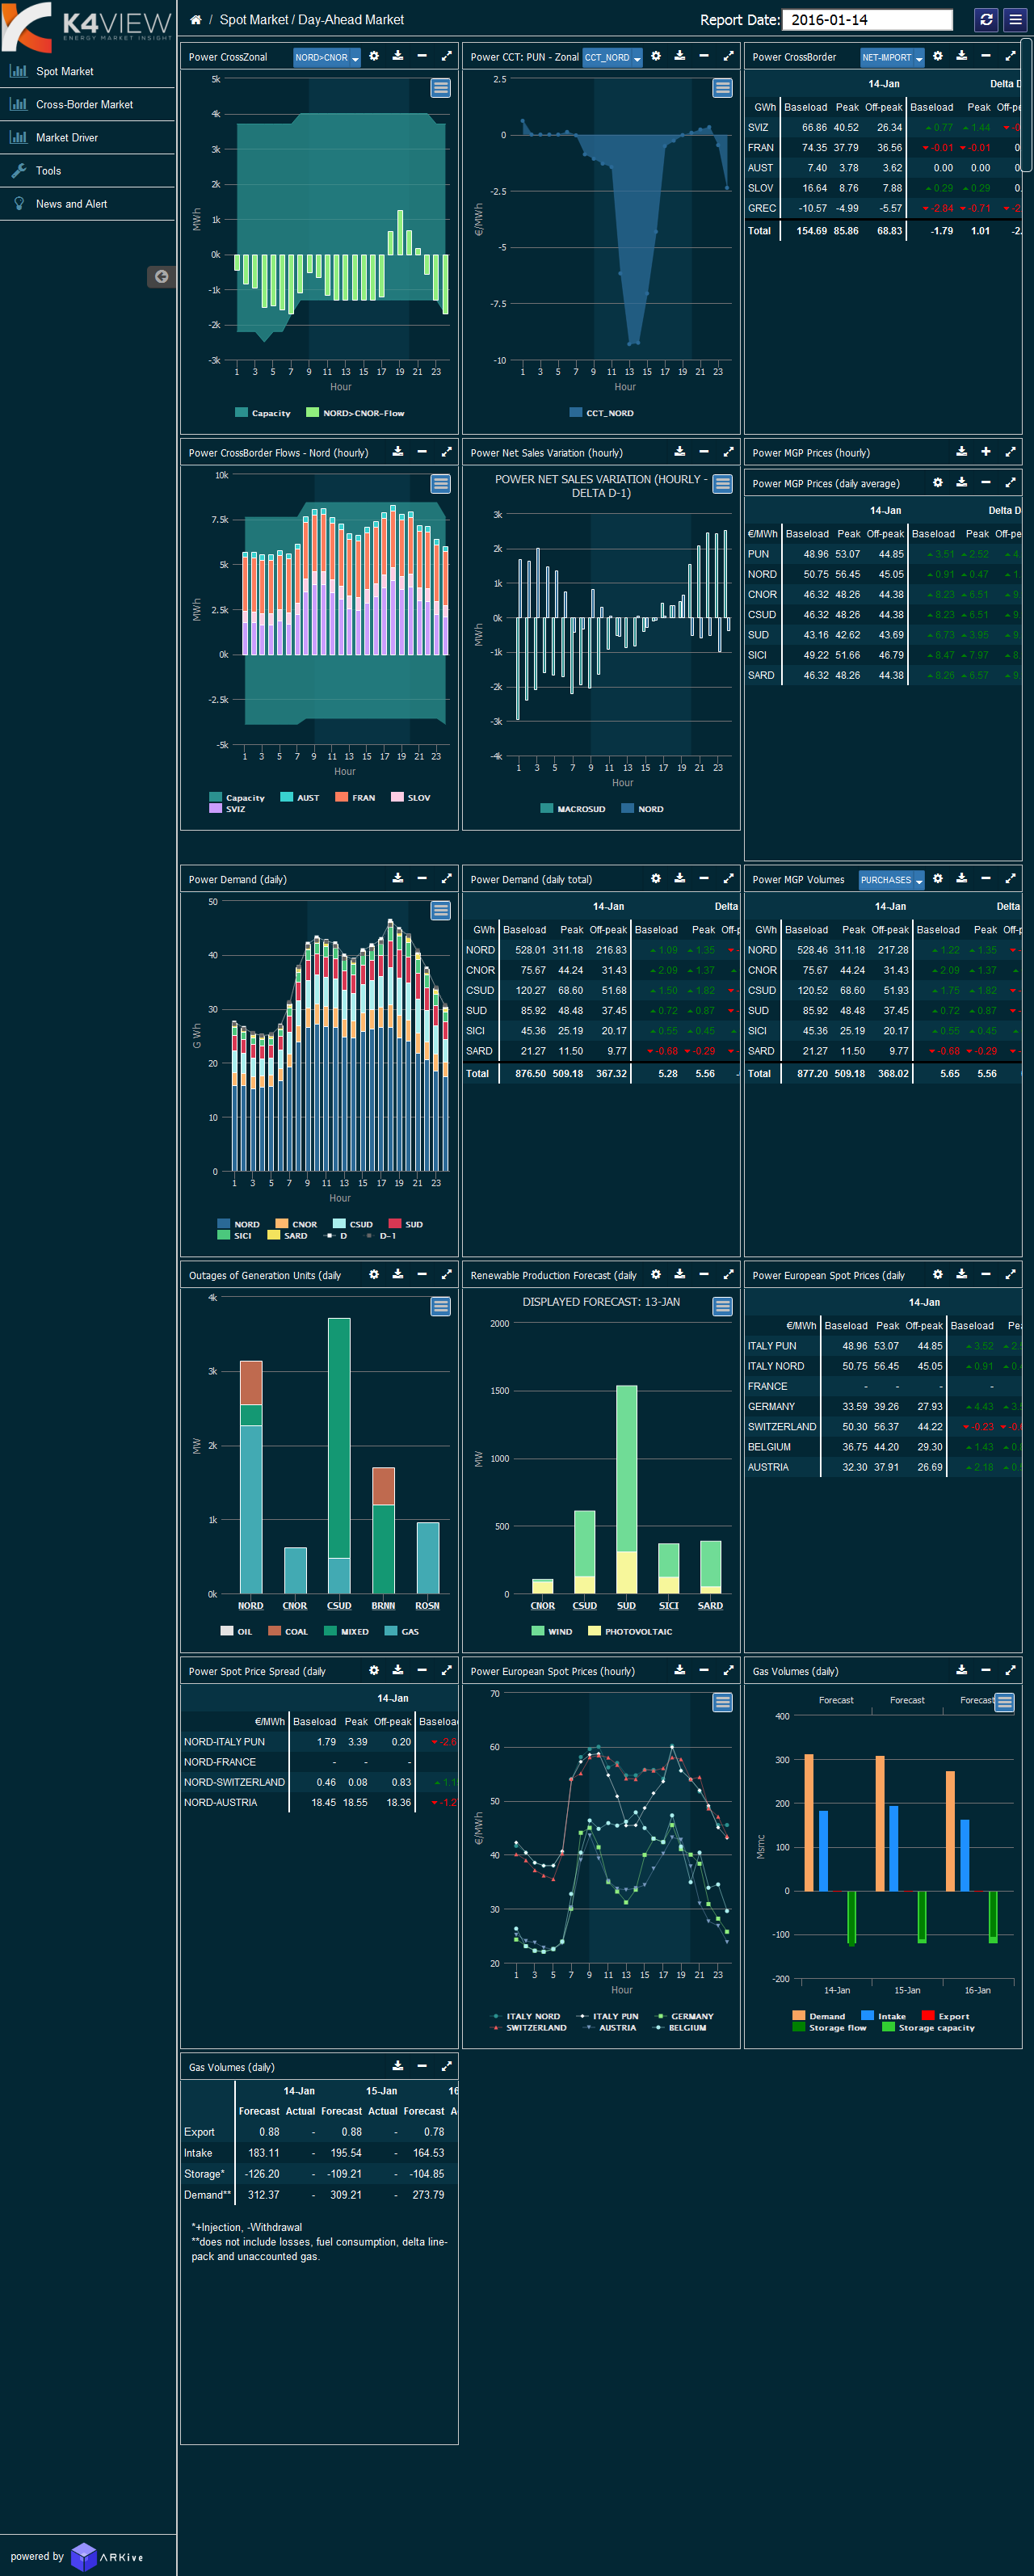 K4VIEW
ENERGY MARKET INSIGHT
/ Spot Market / Day-Ahead Market
Report Date: 2016-01-14
Spot Market
Cross-Border Market
Market Driver
Tools
News and Alert
Power CrossZonal NORD>CNOR
5k
4k
3k
2k
1k
0k
-1k
-2k
-3k
MWh
1 3 5 7 9 11 13 15 17 19 21 23
Hour
Capacity NORD>CNOR-Flow
Power CCT: PUN - Zonal CCT_NORD
2.5
0
-2.5
-5
-7.5
-10
€/MWh
1 3 5 7 9 11 13 15 17 19 21 23
Hour
CCT_NORD
Power CrossBorder NET-IMPORT
14-Jan Delta D
GWh Baseload Peak Off-peak Baseload Peak Off-p
SVIZ 66.86 40.52 26.34 0.77 1.44 -0
FRAN 74.35 37.79 36.56 -0.01 -0.01 0
AUST 7.40 3.78 3.62 0.00 0.00 0
SLOV 16.64 8.76 7.88 0.29 0.29 0.
GREC -10.57 -4.99 -5.57 -2.84 -0.71 -2
Total 154.69 85.86 68.83 -1.79 1.01 -2.
Power CrossBorder Flows - Nord (hourly)
10k
7.5k
5k
2.5k
0k
-2.5k
-5k
MWh
1 3 5 7 9 11 13 15 17 19 21 23
Hour
Capacity AUST FRAN SLOV
SVIZ
Power Net Sales Variation (hourly)
POWER NET SALES VARIATION (HOURLY -
DELTA D-1)
3k
2k
1k
0k
-1k
-2k
-3k
-4k
MWh
1 3 5 7 9 11 13 15 17 19 21 23
Hour
MACROSUD NORD
Power MGP Prices (hourly)
Power MGP Prices (daily average)
14-Jan Delta D
€/MWh Baseload Peak Off-peak Baseload Peak Off-pe
PUN 48.96 53.07 44.85 3.51 2.52 4
NORD 50.75 56.45 45.05 0.91 0.47 1
CNOR 46.32 48.26 44.38 8.23 6.51 9
CSUD 46.32 48.26 44.38 8.23 6.51 9
SUD 43.16 42.62 43.69 6.73 3.95 9
SICI 49.22 51.66 46.79 8.47 7.97 8
SARD 46.32 48.26 44.38 8.26 6.57 9
Power Demand (daily)
50
40
30
20
10
0
G Wh
1 3 5 7 9 11 13 15 17 19 21 23
Hour
NORD CNOR CSUD SUD
SICI SARD D D-1
Power Demand (daily total)
14-Jan Delta
GWh Baseload Peak Off-peak Baseload Peak Off-p
NORD 528.01 311.18 216.83 1.09 1.35
CNOR 75.67 44.24 31.43 2.09 1.37
CSUD 120.27 68.60 51.68 1.50 1.82
SUD 85.92 48.48 37.45 0.72 0.87
SICI 45.36 25.19 20.17 0.55 0.45
SARD 21.27 11.50 9.77 -0.68 -0.29
Total 876.50 509.18 367.32 5.28 5.56
Power MGP Volumes PURCHASES
14-Jan Delta
GWh Baseload Peak Off-peak Baseload Peak Off-p
NORD 528.46 311.18 217.28 1.22 1.35
CNOR 75.67 44.24 31.43 2.09 1.37
CSUD 120.52 68.60 51.93 1.75 1.82
SUD 85.92 48.48 37.45 0.72 0.87
SICI 45.36 25.19 20.17 0.55 0.45
SARD 21.27 11.50 9.77 -0.68 -0.29
Total 877.20 509.18 368.02 5.65 5.56
Outages of Generation Units (daily
4k
3k
2k
1k
0k
MW
NORD CNOR CSUD BRNN ROSN
OIL COAL MIXED GAS
Renewable Production Forecast (daily
DISPLAYED FORECAST: 13-JAN
2000
1500
1000
500
0
MW
CNOR CSUD SUD SICI SARD
WIND PHOTOVOLTAIC
Power European Spot Prices (daily
14-Jan
€/MWh Baseload Peak Off-peak Baseload Pea
ITALY PUN 48.96 53.07 44.85 3.52 2.
ITALY NORD 50.75 56.45 45.05 0.91 0.
FRANCE - - - -
GERMANY 33.59 39.26 27.93 4.43 3.
SWITZERLAND 50.30 56.37 44.22 -0.23 -0.
BELGIUM 36.75 44.20 29.30 1.43 0.
AUSTRIA 32.30 37.91 26.69 2.18 0.
Power Spot Price Spread (daily
14-Jan
€/MWh Baseload Peak Off-peak Baseload
NORD-ITALY PUN 1.79 3.39 0.20 -2.6
NORD-FRANCE - - -
NORD-SWITZERLAND 0.46 0.08 0.83 1.1
NORD-AUSTRIA 18.45 18.55 18.36 -1.2
Power European Spot Prices (hourly)
70
60
50
40
30
20
€/MWh
1 3 5 7 9 11 13 15 17 19 21 23
Hour
ITALY NORD ITALY PUN GERMANY
SWITZERLAND AUSTRIA BELGIUM
Gas Volumes (daily)
Forecast Forecast Forecast
400
300
200
100
0
-100
-200
Msmc
14-Jan 15-Jan 16-Jan
Demand Intake Export
Storage flow Storage capacity
Gas Volumes (daily)
14-Jan 15-Jan 16
Forecast Actual Forecast Actual Forecast A
Export 0.88 - 0.88 - 0.78
Intake 183.11 - 195.54 - 164.53
Storage* -126.20 - -109.21 - -104.85
Demand** 312.37 - 309.21 - 273.79
*+Injection, -Withdrawal
**does not include losses, fuel consumption, delta line-
pack and unaccounted gas.
powered by ARKive